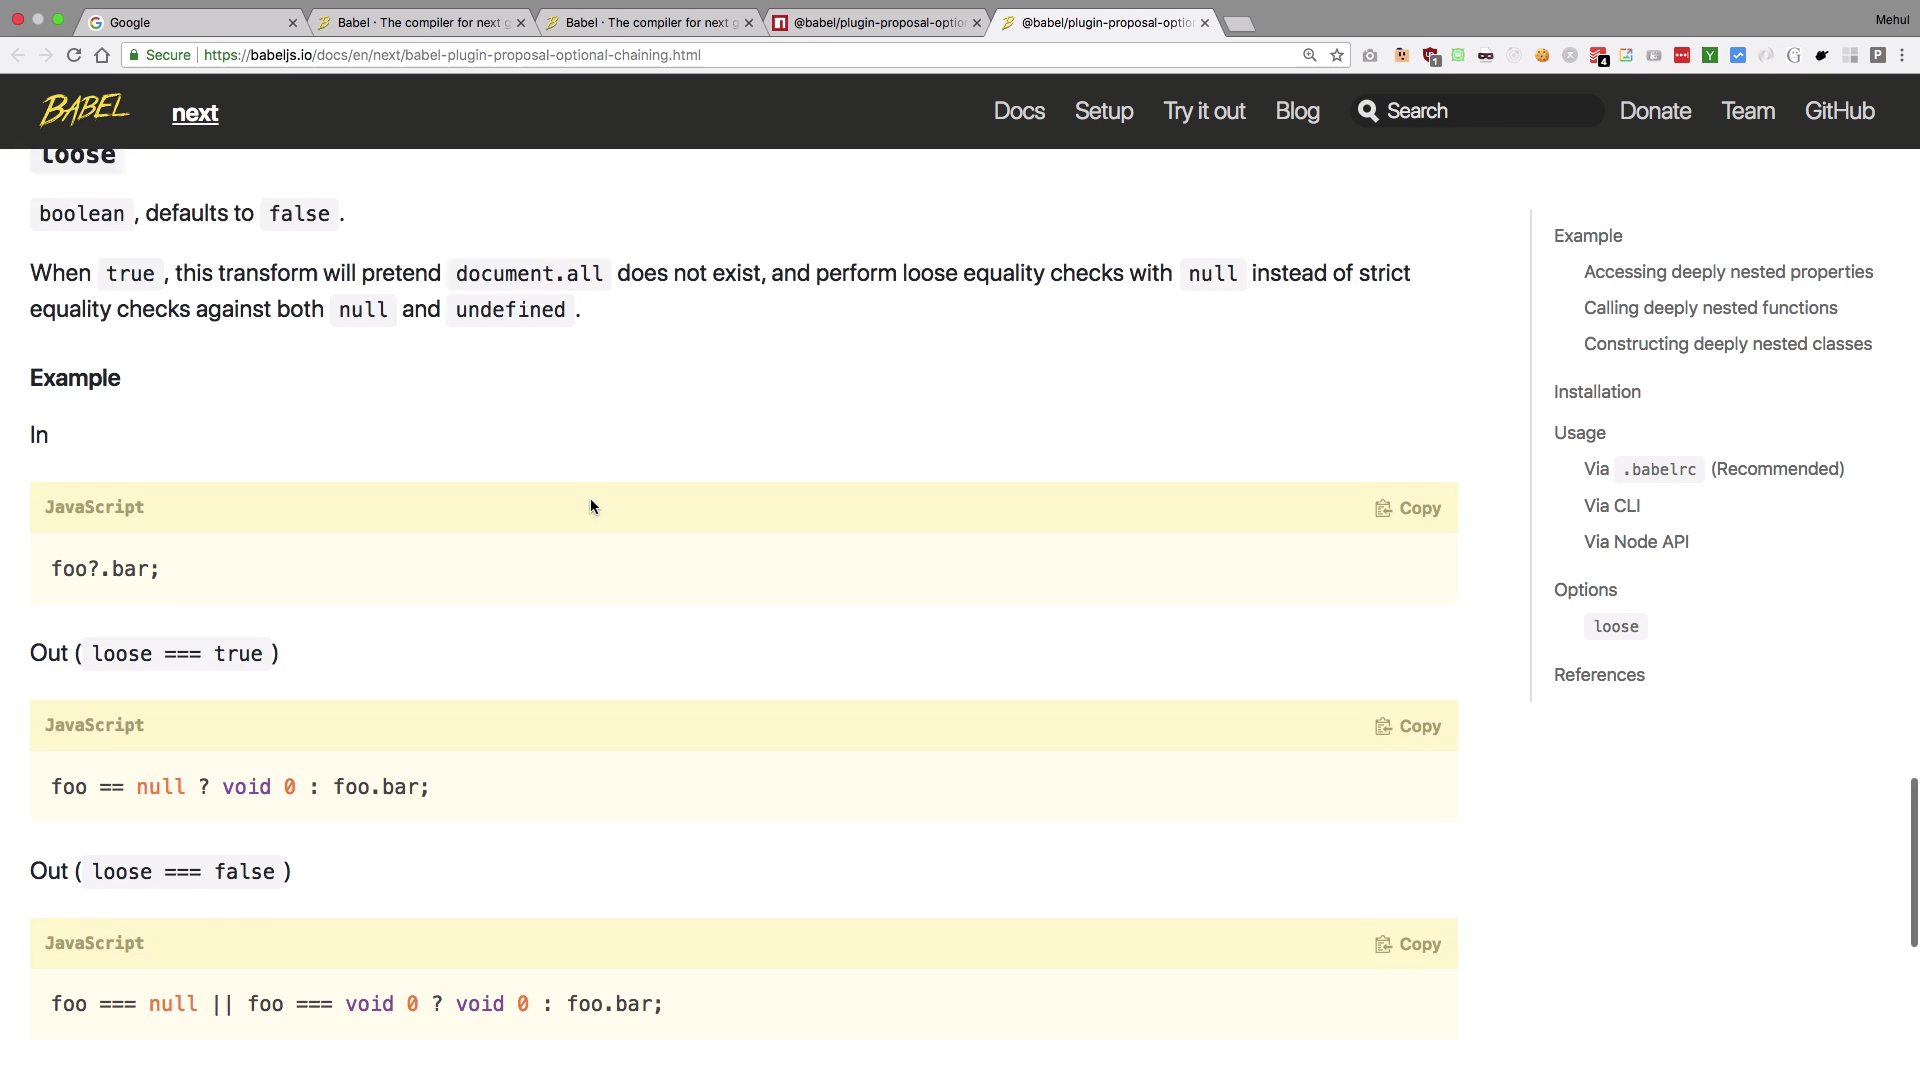 Google
Babel · The compiler for next g
Babel · The compiler for next g
@babel/plugin-proposal-optio
@babel/plugin-proposal-optio
Mehul
Secure
https://babeljs.io/docs/en/next/babel-plugin-proposal-optional-chaining.html
1
4
BABEL
next
Docs
Setup
Try it out
Blog
Search
Donate
Team
GitHub
loose
boolean , defaults to false .
When true , this transform will pretend document.all does not exist, and perform loose equality checks with null instead of strict
equality checks against both null and undefined .
Example
In
JavaScript
Copy
foo?.bar;
Out ( loose === true )
JavaScript
Copy
foo == null ? void 0 : foo.bar;
Out ( loose === false )
JavaScript
Copy
foo === null || foo === void 0 ? void 0 : foo.bar;
Example
Accessing deeply nested properties
Calling deeply nested functions
Constructing deeply nested classes
Installation
Usage
Via .babelrc (Recommended)
Via CLI
Via Node API
Options
loose
References